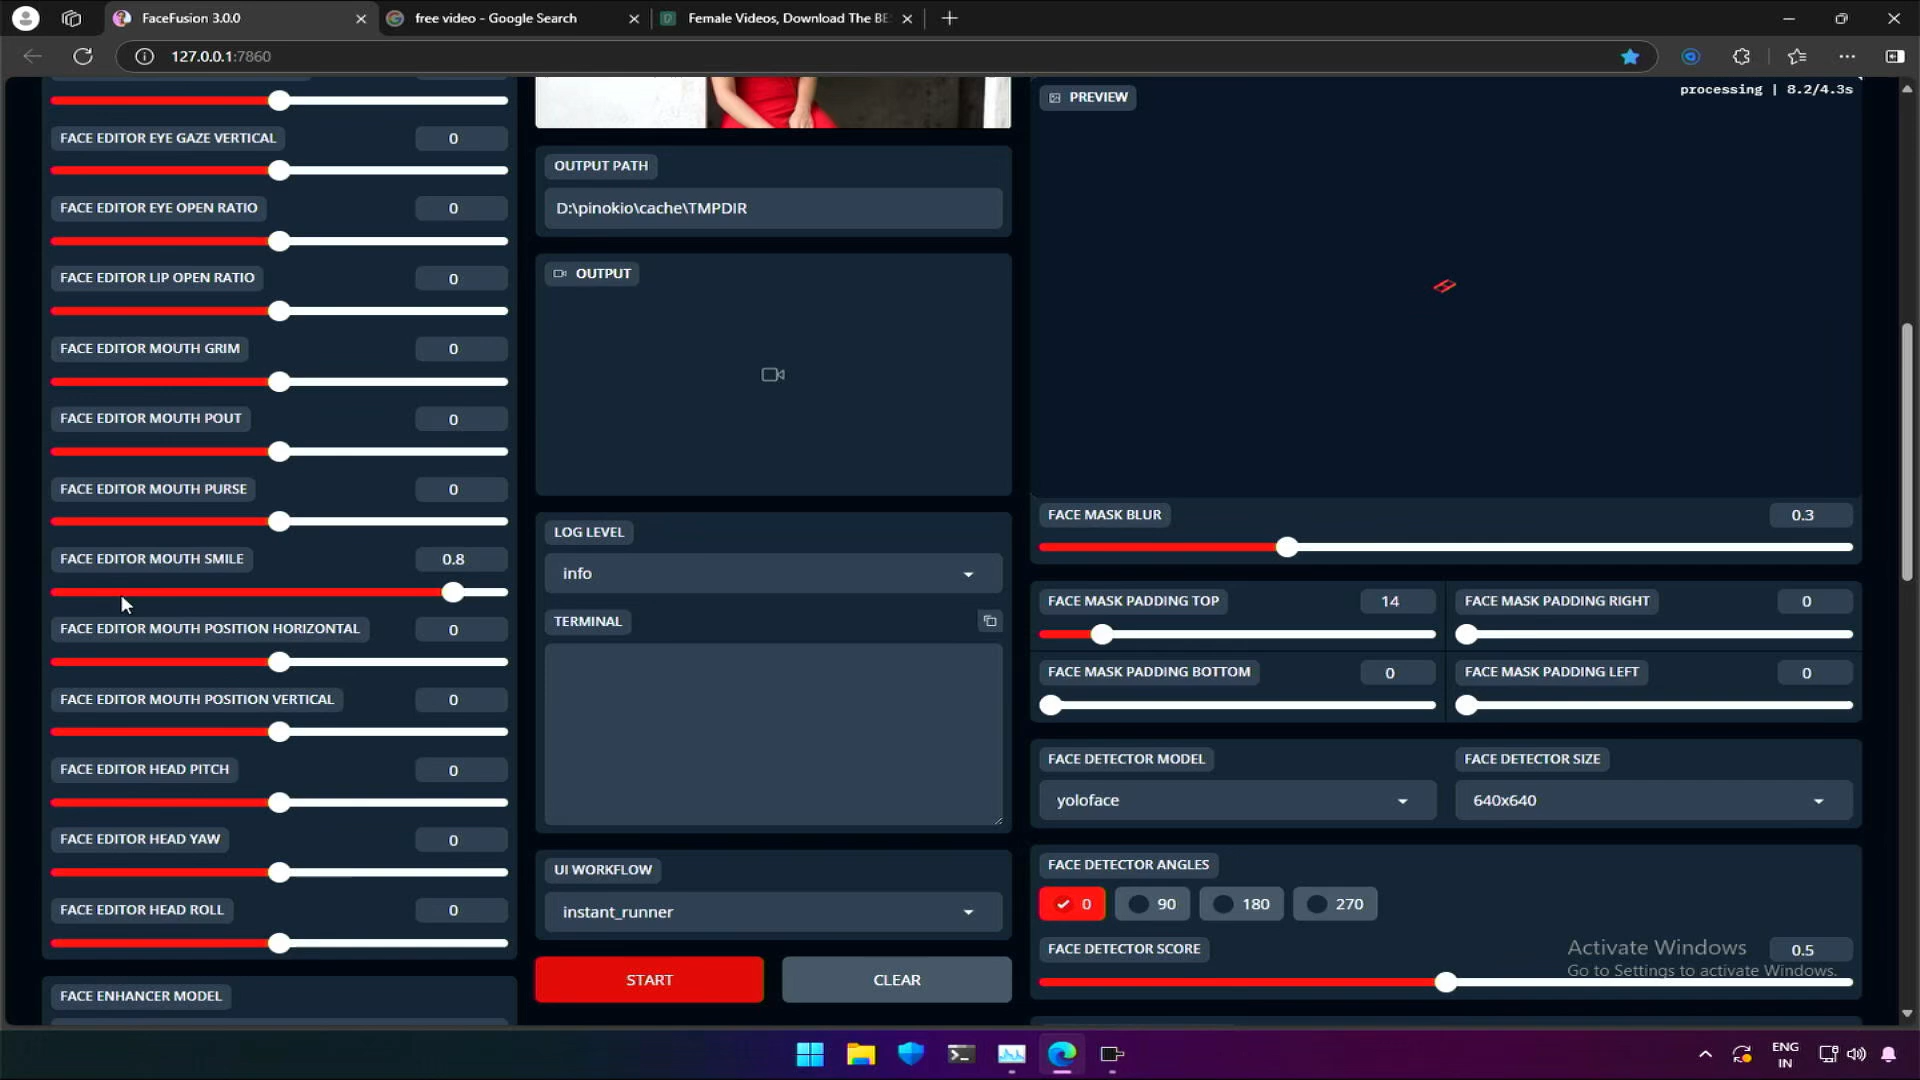 FaceFusion 3.0.0
free video - Google Search
Female Videos, Download The BE
127.0.0.1:7860
FACE EDITOR EYE GAZE VERTICAL
0
FACE EDITOR EYE OPEN RATIO
0
FACE EDITOR LIP OPEN RATIO
0
FACE EDITOR MOUTH GRIM
0
FACE EDITOR MOUTH POUT
0
FACE EDITOR MOUTH PURSE
0
FACE EDITOR MOUTH SMILE
0.8
FACE EDITOR MOUTH POSITION HORIZONTAL
0
FACE EDITOR MOUTH POSITION VERTICAL
0
FACE EDITOR HEAD PITCH
0
FACE EDITOR HEAD YAW
0
FACE EDITOR HEAD ROLL
0
FACE ENHANCER MODEL
OUTPUT PATH
D:\pinokio\cache\TMPDIR
OUTPUT
LOG LEVEL
info
TERMINAL
UI WORKFLOW
instant_runner
START
CLEAR
PREVIEW
processing | 8.2/4.3s
FACE MASK BLUR
0.3
FACE MASK PADDING TOP
14
FACE MASK PADDING RIGHT
0
FACE MASK PADDING BOTTOM
0
FACE MASK PADDING LEFT
0
FACE DETECTOR MODEL
yoloface
FACE DETECTOR SIZE
640x640
FACE DETECTOR ANGLES
0
90
180
270
FACE DETECTOR SCORE
0.5
Activate Windows
Go to Settings to activate Windows.
ENG
IN